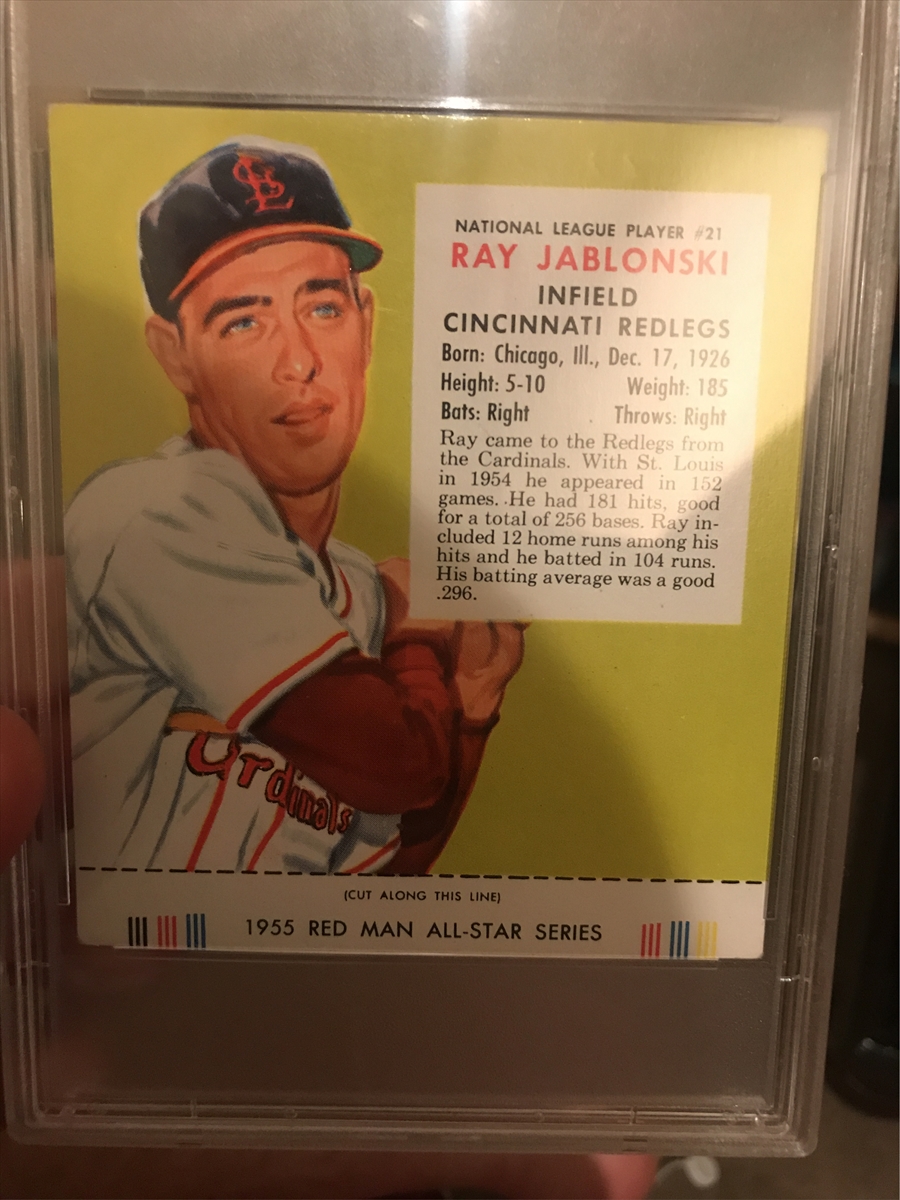 StL
NATIONAL LEAGUE PLAYER #21
RAY JABLONSKI
INFIELD
CINCINNATI REDLEGS
Born: Chicago, Ill., Dec. 17, 1926
Height: 5-10 Weight: 185
Bats: Right Throws: Right
Ray came to the Redlegs from
the Cardinals. With St. Louis
in 1954 he appeared in 152
games. He had 181 hits, good
for a total of 256 bases. Ray in-
cluded 12 home runs among his
hits and he batted in 104 runs.
His batting average was a good
.296.
Cardinals
(CUT ALONG THIS LINE)
1955 RED MAN ALL-STAR SERIES